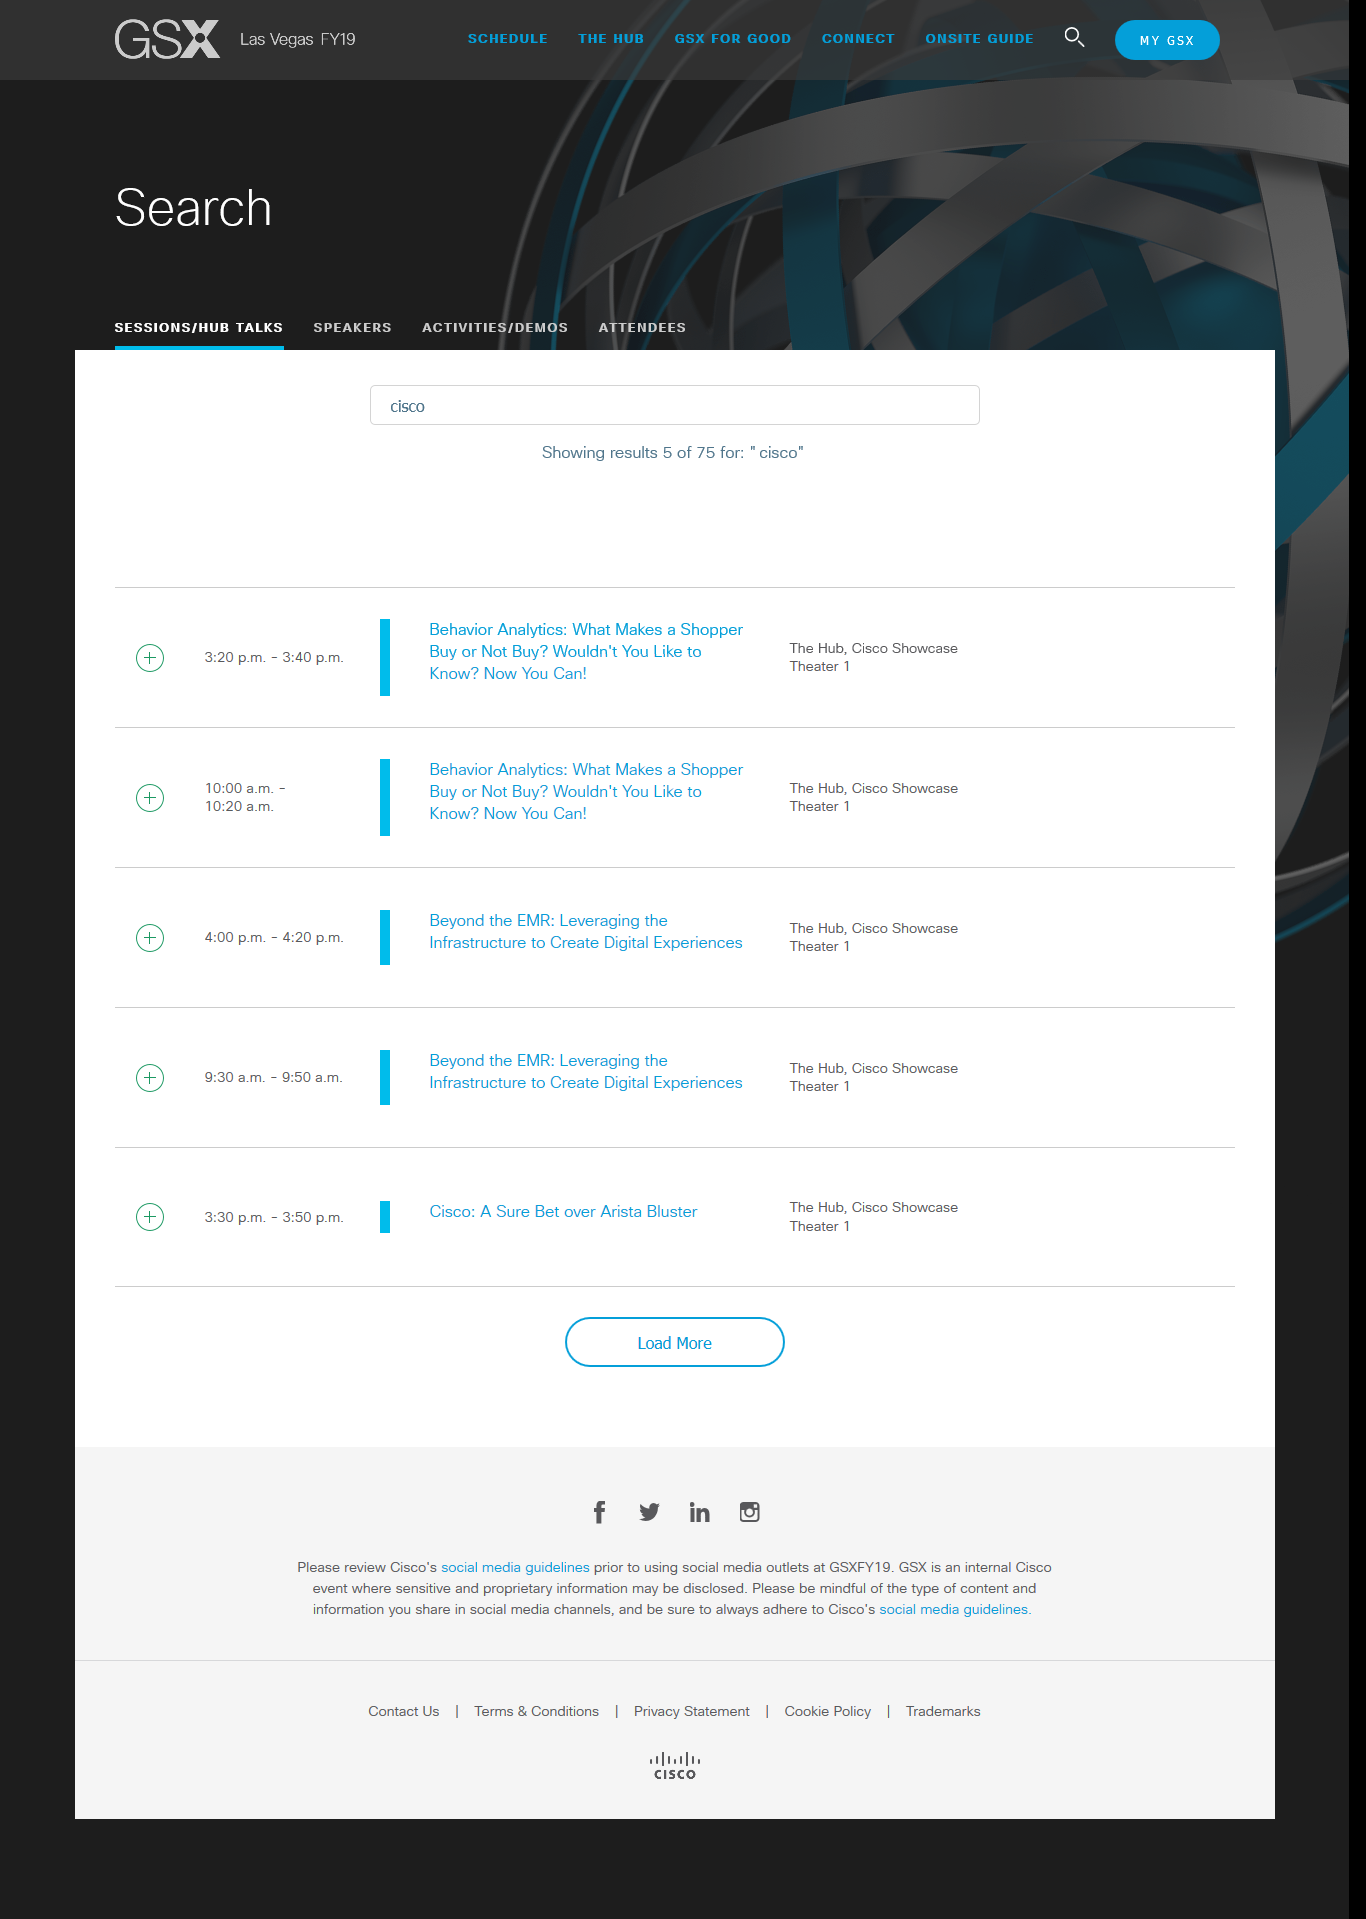 GSX
Las Vegas FY19
SCHEDULE
THE HUB
GSX FOR GOOD
CONNECT
ONSITE GUIDE
MY GSX
Search
SESSIONS/HUB TALKS
SPEAKERS
ACTIVITIES/DEMOS
ATTENDEES
cisco
Showing results 5 of 75 for: " cisco"
3:20 p.m. - 3:40 p.m.
Behavior Analytics: What Makes a Shopper
Buy or Not Buy? Wouldn't You Like to
Know? Now You Can!
The Hub, Cisco Showcase
Theater 1
10:00 a.m. -
10:20 a.m.
Behavior Analytics: What Makes a Shopper
Buy or Not Buy? Wouldn't You Like to
Know? Now You Can!
The Hub, Cisco Showcase
Theater 1
4:00 p.m. - 4:20 p.m.
Beyond the EMR: Leveraging the
Infrastructure to Create Digital Experiences
The Hub, Cisco Showcase
Theater 1
9:30 a.m. - 9:50 a.m.
Beyond the EMR: Leveraging the
Infrastructure to Create Digital Experiences
The Hub, Cisco Showcase
Theater 1
3:30 p.m. - 3:50 p.m.
Cisco: A Sure Bet over Arista Bluster
The Hub, Cisco Showcase
Theater 1
Load More
Please review Cisco's social media guidelines prior to using social media outlets at GSXFY19. GSX is an internal Cisco
event where sensitive and proprietary information may be disclosed. Please be mindful of the type of content and
information you share in social media channels, and be sure to always adhere to Cisco's social media guidelines.
Contact Us | Terms & Conditions | Privacy Statement | Cookie Policy | Trademarks
CISCO